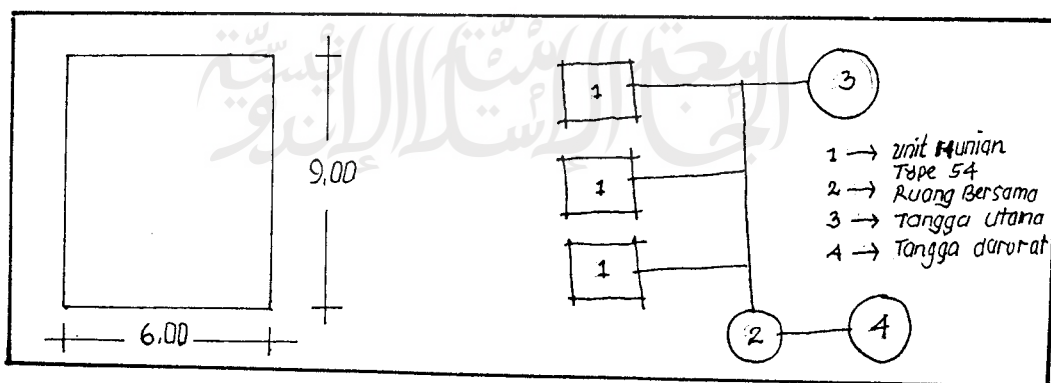 9,00
6.00
1
1
1
3
2
4
1 → Unit Hunian
Type 54
2 → Ruang Bersama
3 → Tangga Utama
4 → Tangga darurat